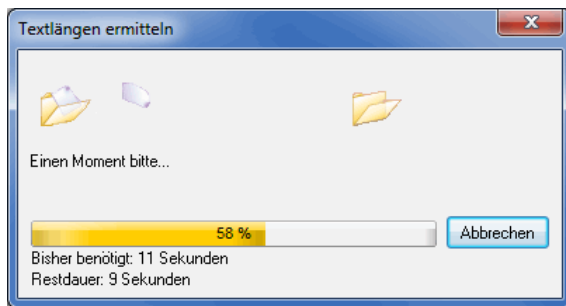 Textlängen ermitteln
Einen Moment bitte...
58 %
Abbrechen
Bisher benötigt: 11 Sekunden
Restdauer: 9 Sekunden